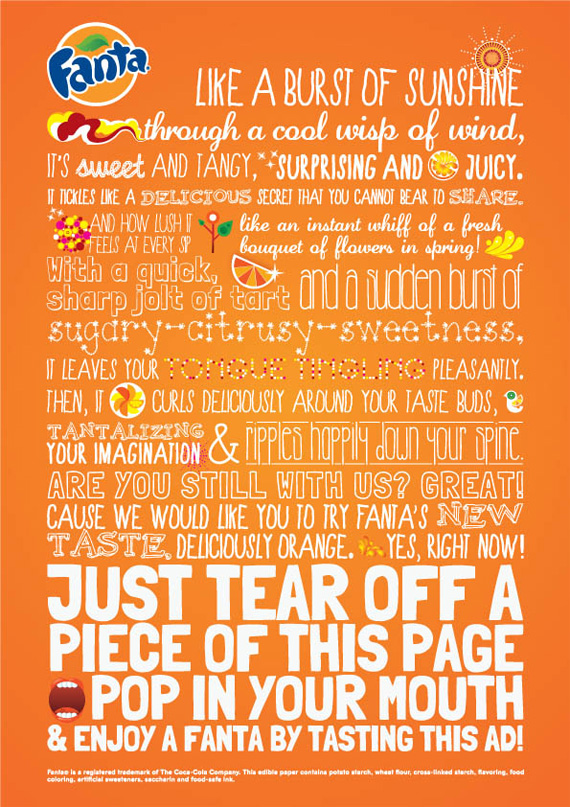 Fanta
LIKE A BURST OF SUNSHINE
through a cool wisp of wind,
IT'S sweet AND TANGY, SURPRISING AND JUICY.
IT TICKLES LIKE A DELICIOUS SECRET THAT YOU CANNOT BEAR TO SHARE.
AND HOW LUSH IT
FEELS AT EVERY SIP
like an instant whiff of a fresh
bouquet of flowers in spring!
With a quick,
sharp jolt of tart
and a sudden burst of
sugary-citrusy-sweetness,
IT LEAVES YOUR TONGUE TINGLING PLEASANTLY.
THEN, IT CURLS DELICIOUSLY AROUND YOUR TASTE BUDS,
TANTALIZING
YOUR IMAGINATION
& ripples happily down your spine.
ARE YOU STILL WITH US? GREAT!
CAUSE WE WOULD LIKE YOU TO TRY FANTA'S NEW
TASTE, DELICIOUSLY ORANGE. YES, RIGHT NOW!
JUST TEAR OFF A
PIECE OF THIS PAGE
POP IN YOUR MOUTH
& ENJOY A FANTA BY TASTING THIS AD!
Fanta® is a registered trademark of The Coca-Cola Company. This edible paper contains potato starch, wheat flour, cross-linked starch, flavoring, food
coloring, artificial sweeteners, saccherin and food-safe ink.